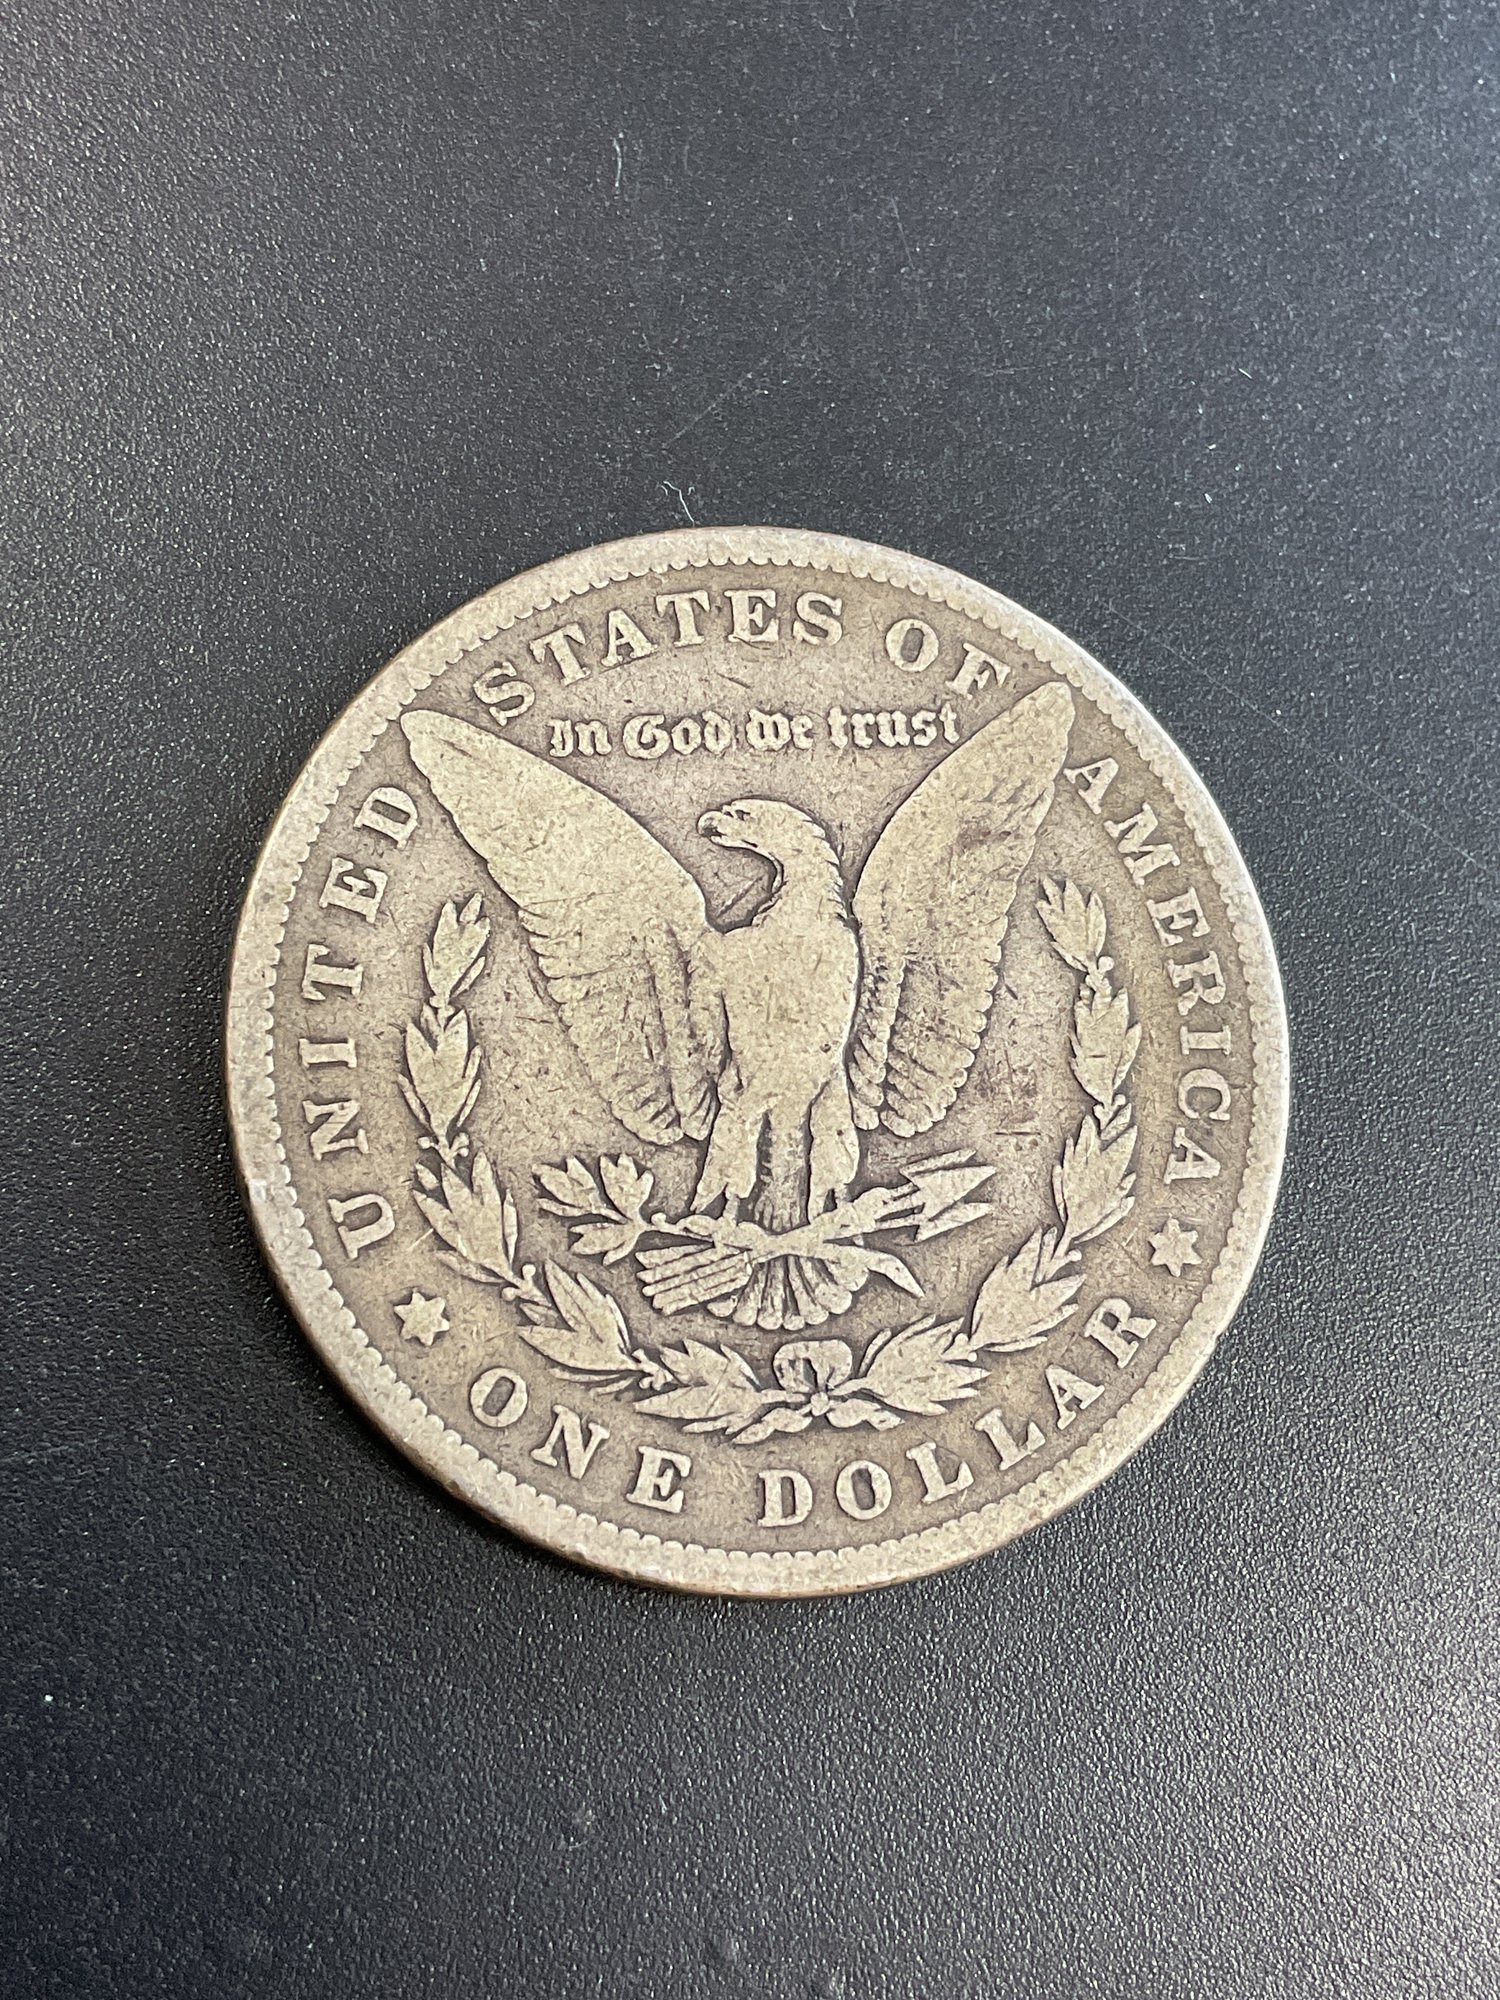 UNITED STATES OF AMERICA
In God we trust
ONE DOLLAR